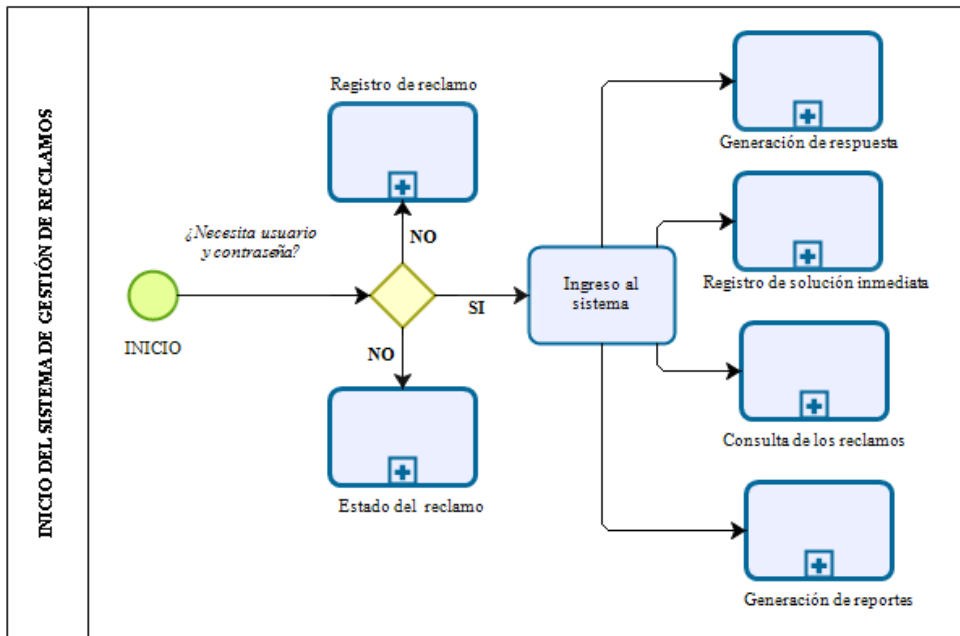 INICIO DEL SISTEMA DE GESTIÓN DE RECLAMOS
Registro de reclamo
¿Necesita usuario
y contraseña?
NO
INICIO
SI
NO
Estado del reclamo
Ingreso al
sistema
Generación de respuesta
Registro de solución inmediata
Consulta de los reclamos
Generación de reportes